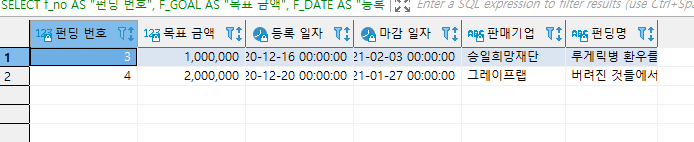 SELECT f_no AS "펀딩 번호", F_GOAL AS "목표 금액", F_DATE AS "등록 Enter a SQL expression to filter results (use Ctrl+Spa
123 펀딩 번호 123 목표 금액 등록 일자 마감 일자 ABC 판매기업 ABC 펀딩명
1 3 1,000,000 20-12-16 00:00:00 21-02-03 00:00:00 승일희망재단 루게릭병 환우를
2 4 2,000,000 20-12-20 00:00:00 21-01-27 00:00:00 그레이프랩 버려진 것들에서